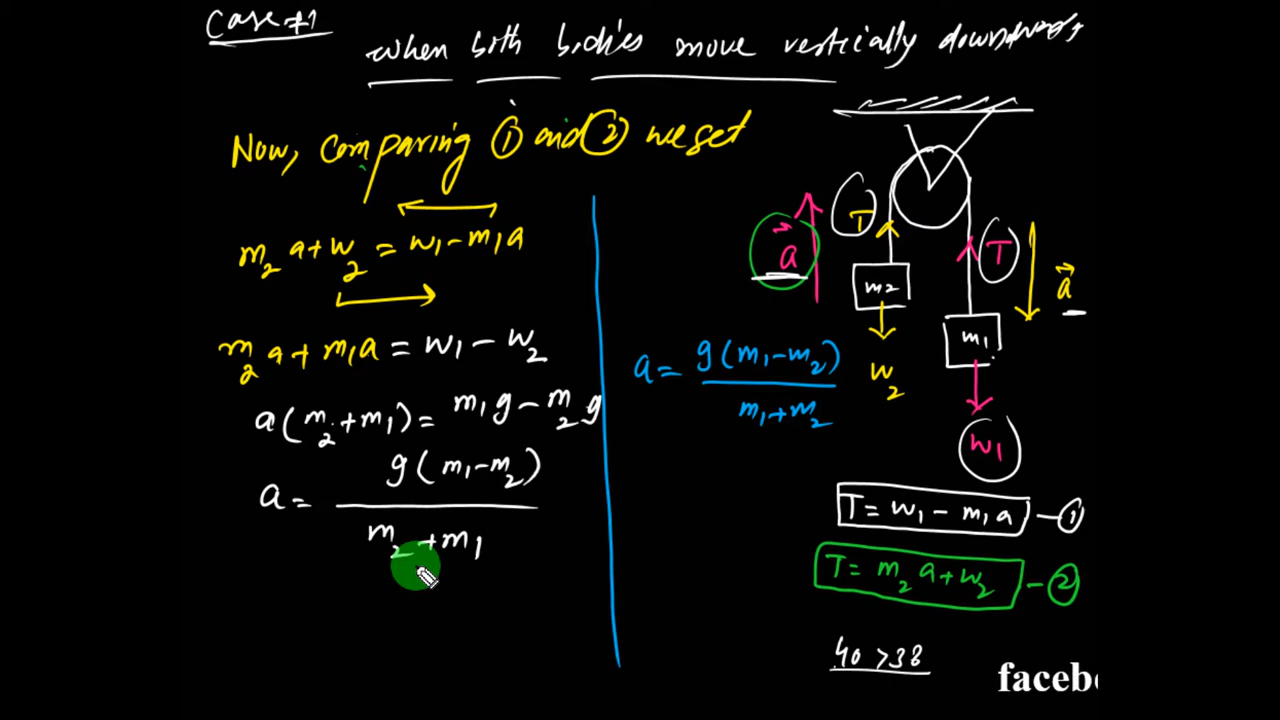 Case #1
when both bodies move vertically downwards
Now, comparing ① and ② we get
m₂a + w₂ = w₁ - m₁a
m₂a + m₁a = w₁ - w₂
a(m₂ + m₁) = m₁g - m₂g
a = g(m₁ - m₂)
m₂ + m₁
a = g(m₁ - m₂)
m₁ + m₂
a⃗
T
T
a⃗
m2
m₁
w₂
w₁
T = w₁ - m₁a — ①
T = m₂a + w₂ — ②
40 > 38
faceb